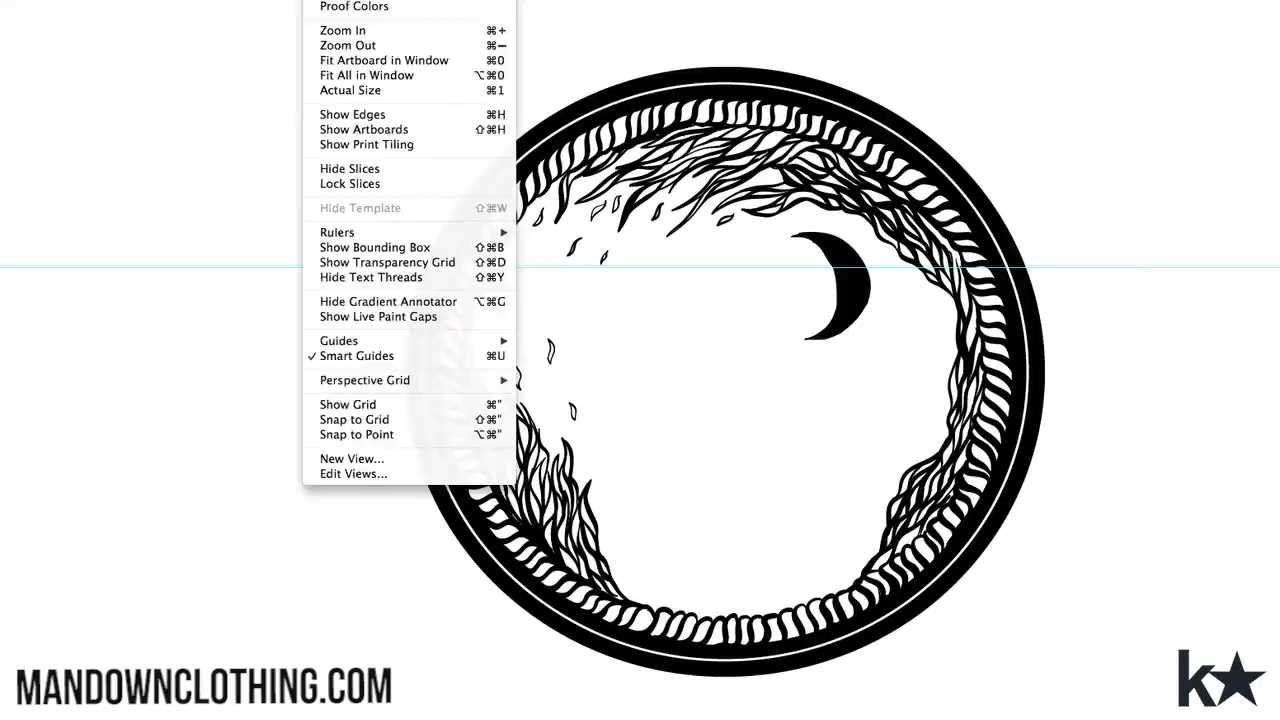 Proof Colors
Zoom In ⌘+
Zoom Out ⌘−
Fit Artboard in Window ⌘0
Fit All in Window ⌥⌘0
Actual Size ⌘1
Show Edges ⌘H
Show Artboards ⇧⌘H
Show Print Tiling
Hide Slices
Lock Slices
Hide Template ⇧⌘W
Rulers
Show Bounding Box ⇧⌘B
Show Transparency Grid ⇧⌘D
Hide Text Threads ⇧⌘Y
Hide Gradient Annotator ⌥⌘G
Show Live Paint Gaps
Guides
Smart Guides ⌘U
Perspective Grid
Show Grid ⌘"
Snap to Grid ⇧⌘"
Snap to Point ⌥⌘"
New View...
Edit Views...
MANDOWNCLOTHING.COM
k★